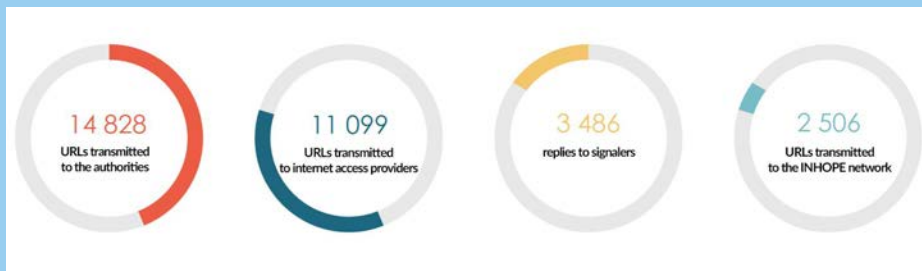 14 828
URLs transmitted
to the authorities
11 099
URLs transmitted
to internet access providers
3 486
replies to signalers
2 506
URLs transmitted
to the INHOPE network